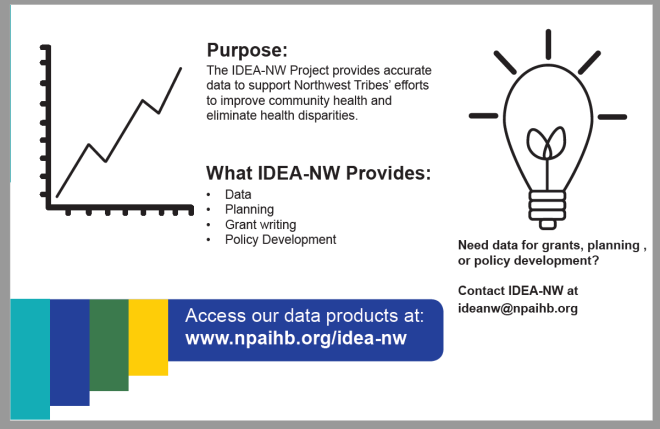 Purpose:
The IDEA-NW Project provides accurate
data to support Northwest Tribes' efforts
to improve community health and
eliminate health disparities.
What IDEA-NW Provides:
• Data
• Planning
• Grant writing
• Policy Development
Need data for grants, planning ,
or policy development?
Contact IDEA-NW at
ideanw@npaihb.org
Access our data products at:
www.npaihb.org/idea-nw